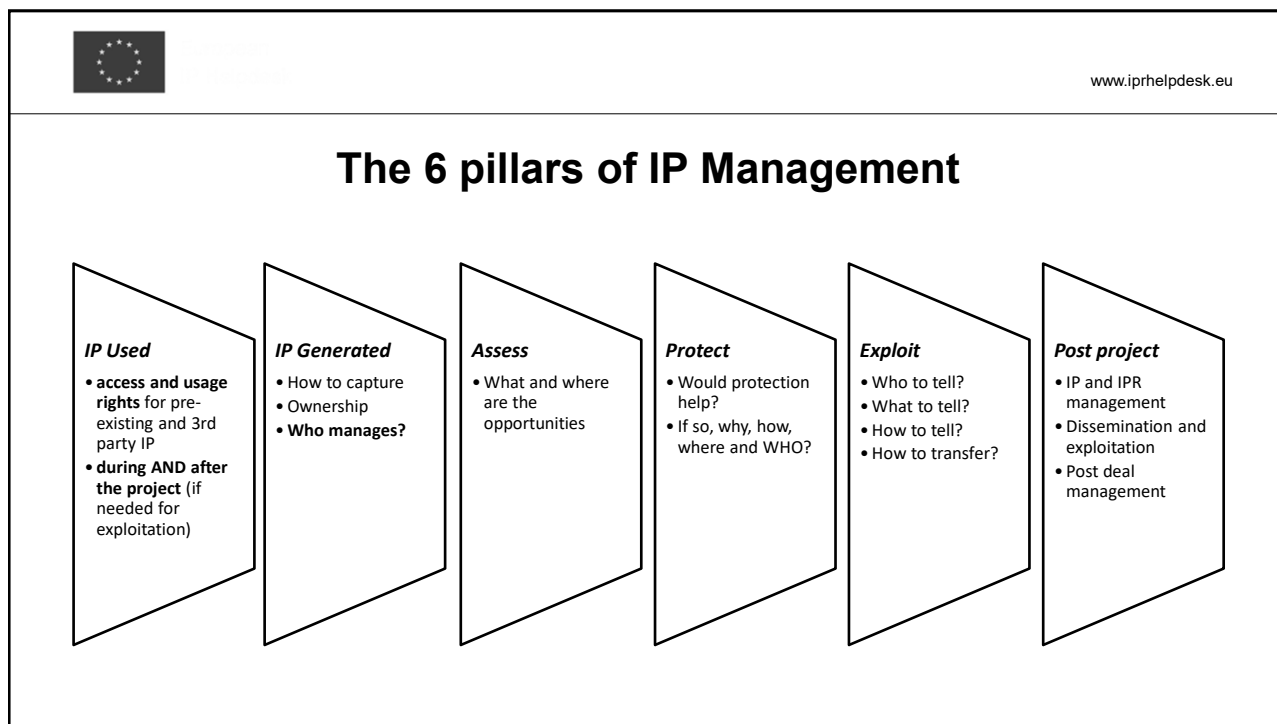 www.iprhelpdesk.eu
The 6 pillars of IP Management
IP Used
• access and usage
rights for pre-
existing and 3rd
party IP
• during AND after
the project (if
needed for
exploitation)
IP Generated
• How to capture
• Ownership
• Who manages?
Assess
• What and where
are the
opportunities
Protect
• Would protection
help?
• If so, why, how,
where and WHO?
Exploit
• Who to tell?
• What to tell?
• How to tell?
• How to transfer?
Post project
• IP and IPR
management
• Dissemination and
exploitation
• Post deal
management